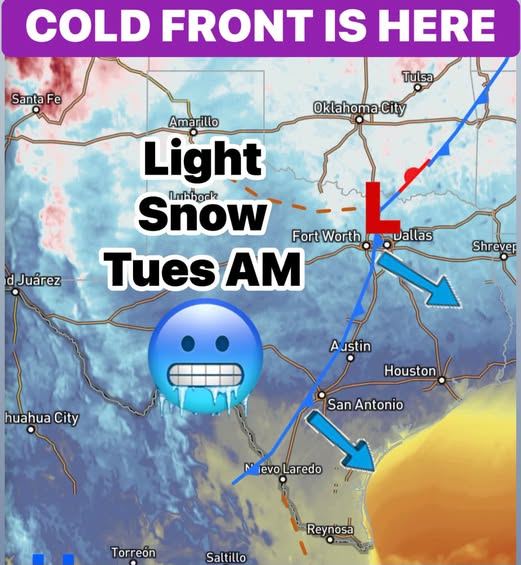 COLD FRONT IS HERE
Tulsa
Santa Fe
Oklahoma City
Amarillo
Light
Lubbock
Snow
L
Fort Worth
Dallas
Shrevep
Tues AM
d Juárez
Austin
Houston
San Antonio
huahua City
Nuevo Laredo
Reynosa
Torreón
Saltillo